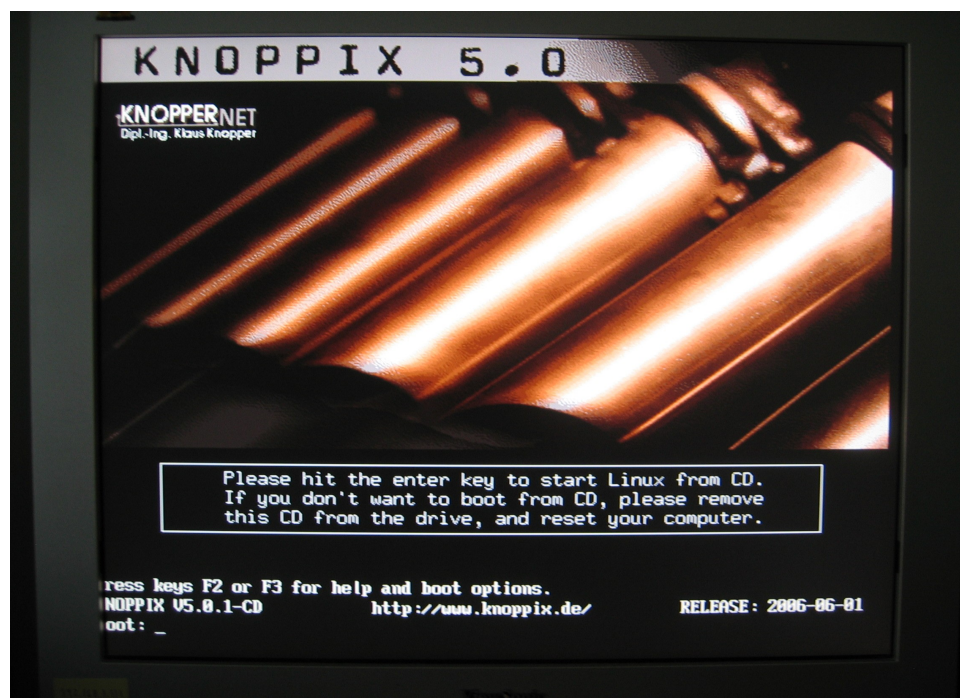 KNOPPIX 5.0
KNOPPERNET
Dipl.-Ing. Klaus Knopper
Please hit the enter key to start Linux from CD.
If you don't want to boot from CD, please remove
this CD from the drive, and reset your computer.
ress keys F2 or F3 for help and boot options.
NOPPIX V5.0.1-CD http://www.knoppix.de/ RELEASE: 2006-06-01
oot: _